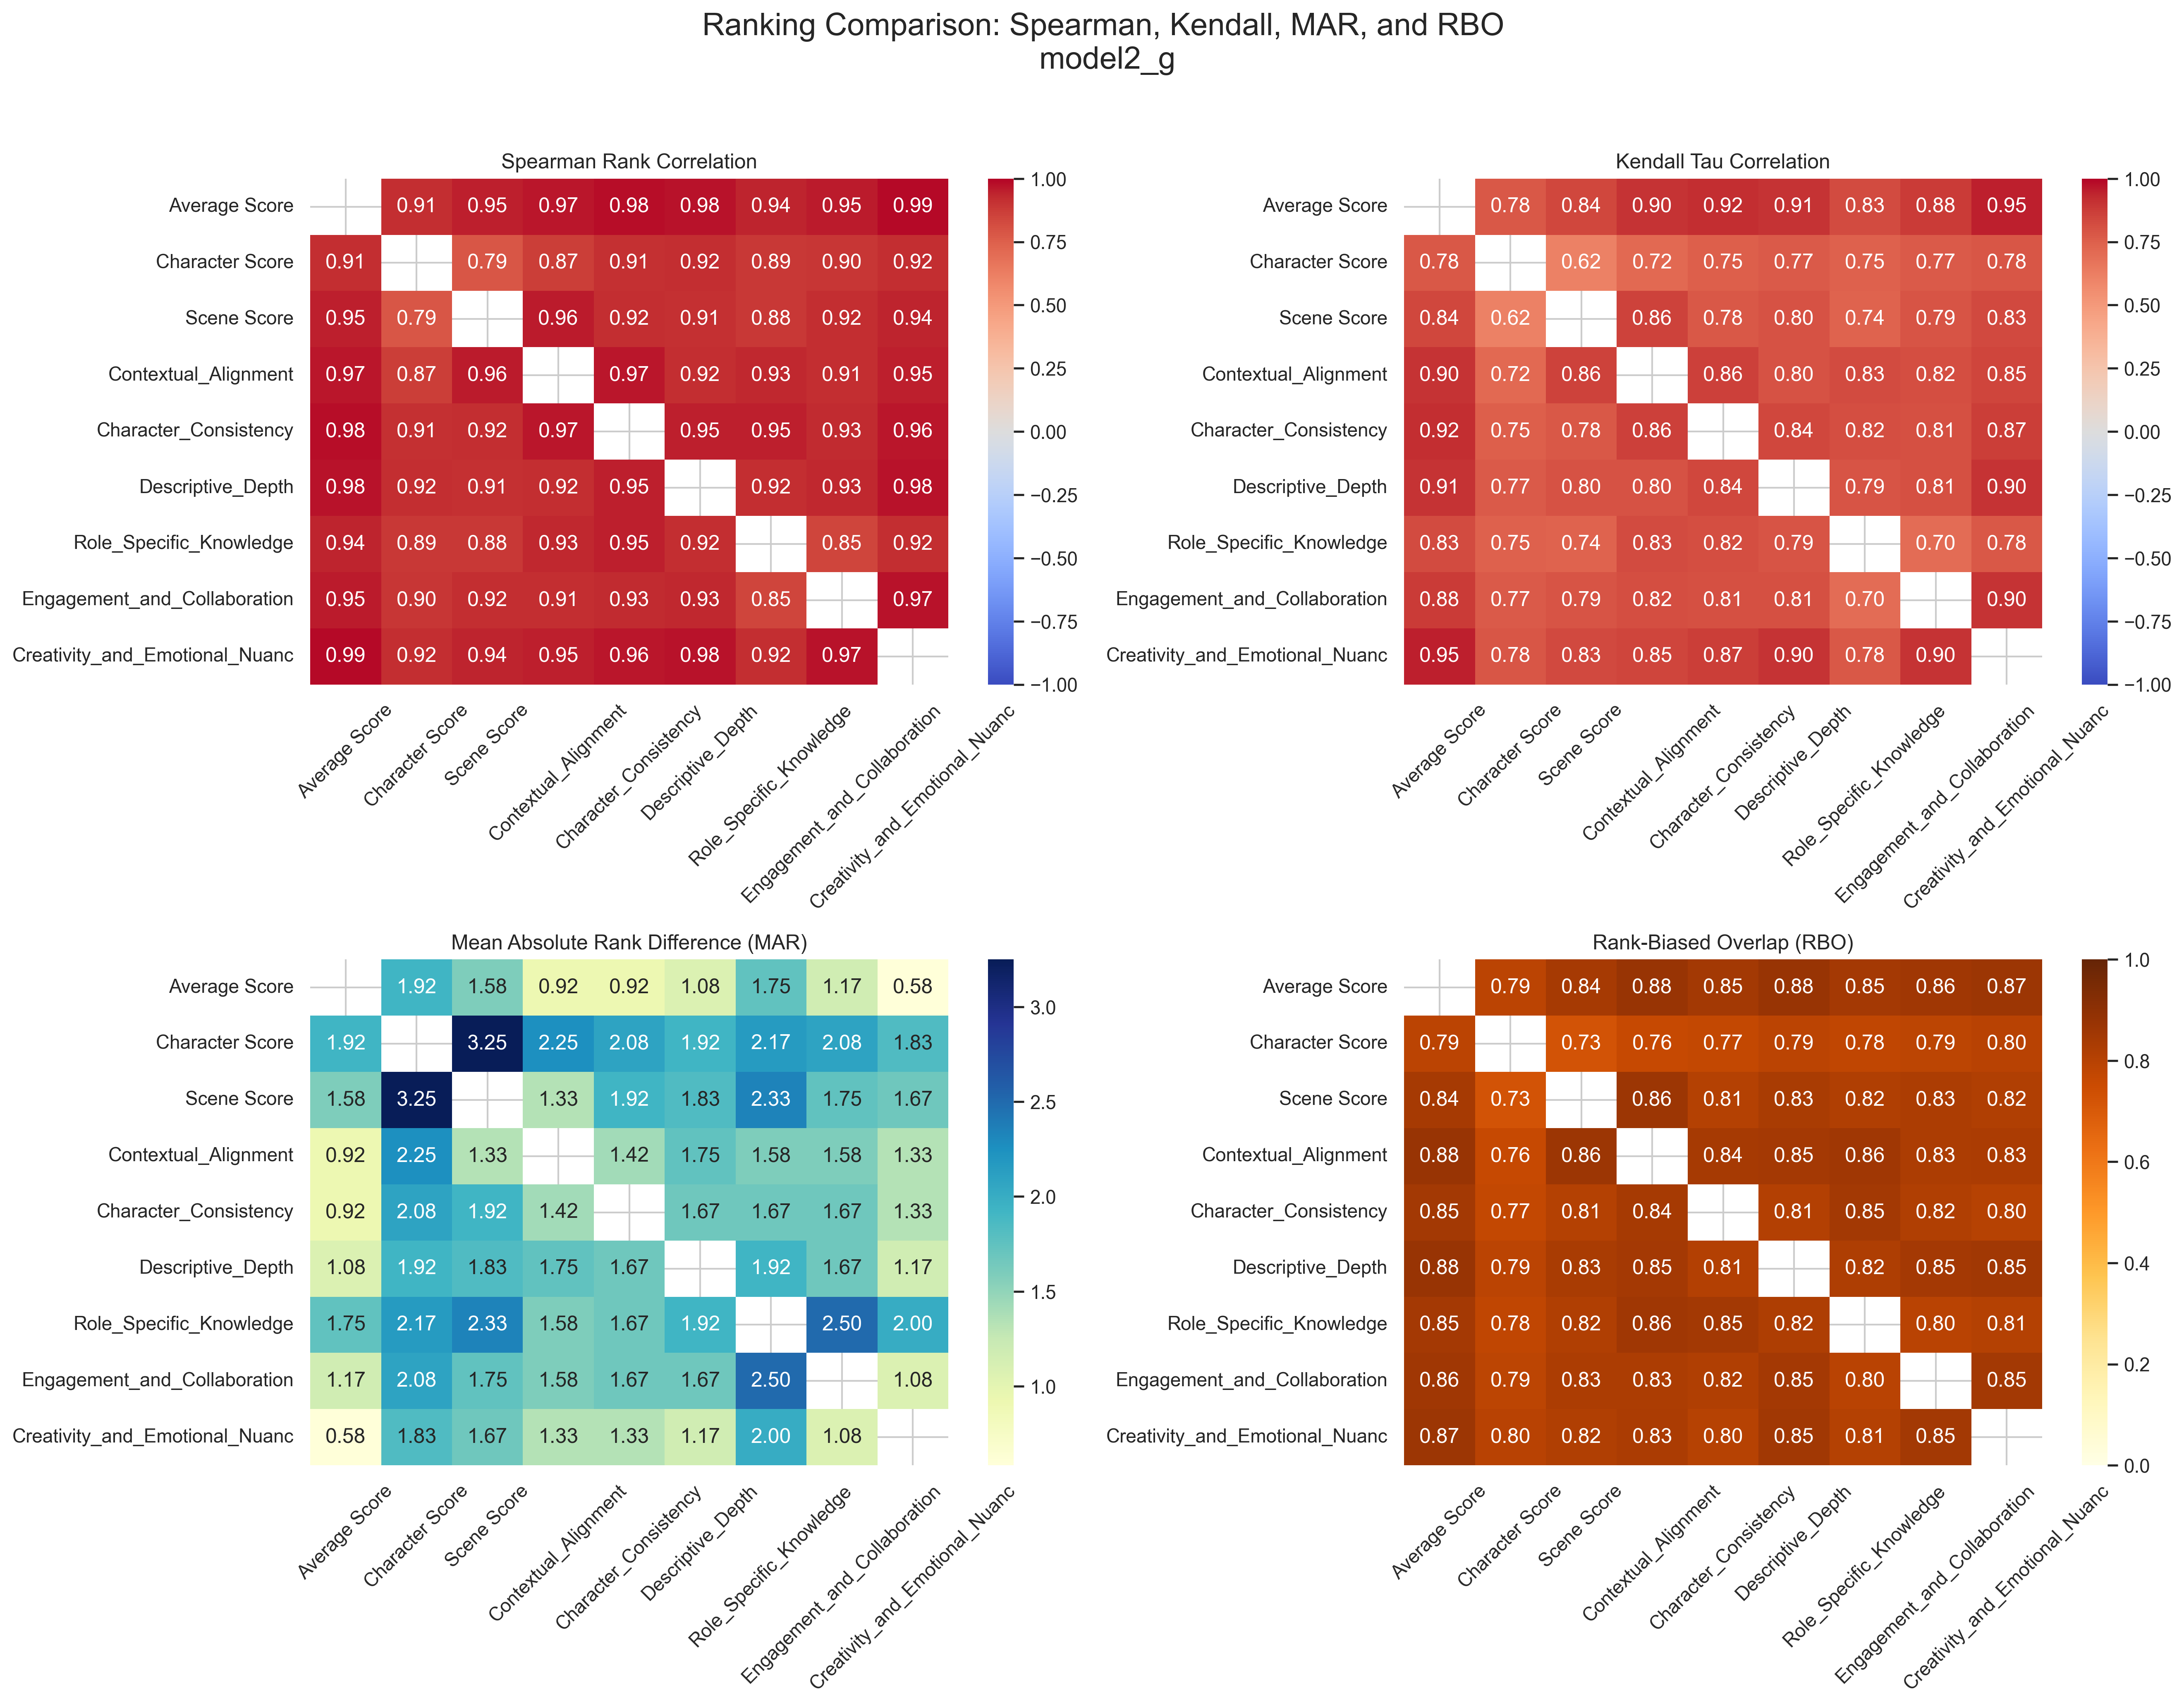 Ranking Comparison: Spearman, Kendall, MAR, and RBO
model2_g
Spearman Rank Correlation
Average Score 0.91 0.95 0.97 0.98 0.98 0.94 0.95 0.99
Character Score 0.91 0.79 0.87 0.91 0.92 0.89 0.90 0.92
Scene Score 0.95 0.79 0.96 0.92 0.91 0.88 0.92 0.94
Contextual_Alignment 0.97 0.87 0.96 0.97 0.92 0.93 0.91 0.95
Character_Consistency 0.98 0.91 0.92 0.97 0.95 0.95 0.93 0.96
Descriptive_Depth 0.98 0.92 0.91 0.92 0.95 0.92 0.93 0.98
Role_Specific_Knowledge 0.94 0.89 0.88 0.93 0.95 0.92 0.85 0.92
Engagement_and_Collaboration 0.95 0.90 0.92 0.91 0.93 0.93 0.85 0.97
Creativity_and_Emotional_Nuanc 0.99 0.92 0.94 0.95 0.96 0.98 0.92 0.97
Average Score
Character Score
Scene Score
Contextual_Alignment
Character_Consistency
Descriptive_Depth
Role_Specific_Knowledge
Engagement_and_Collaboration
Creativity_and_Emotional_Nuanc
1.00
0.75
0.50
0.25
0.00
−0.25
−0.50
−0.75
−1.00
Kendall Tau Correlation
Average Score 0.78 0.84 0.90 0.92 0.91 0.83 0.88 0.95
Character Score 0.78 0.62 0.72 0.75 0.77 0.75 0.77 0.78
Scene Score 0.84 0.62 0.86 0.78 0.80 0.74 0.79 0.83
Contextual_Alignment 0.90 0.72 0.86 0.86 0.80 0.83 0.82 0.85
Character_Consistency 0.92 0.75 0.78 0.86 0.84 0.82 0.81 0.87
Descriptive_Depth 0.91 0.77 0.80 0.80 0.84 0.79 0.81 0.90
Role_Specific_Knowledge 0.83 0.75 0.74 0.83 0.82 0.79 0.70 0.78
Engagement_and_Collaboration 0.88 0.77 0.79 0.82 0.81 0.81 0.70 0.90
Creativity_and_Emotional_Nuanc 0.95 0.78 0.83 0.85 0.87 0.90 0.78 0.90
Average Score
Character Score
Scene Score
Contextual_Alignment
Character_Consistency
Descriptive_Depth
Role_Specific_Knowledge
Engagement_and_Collaboration
Creativity_and_Emotional_Nuanc
1.00
0.75
0.50
0.25
0.00
−0.25
−0.50
−0.75
−1.00
Mean Absolute Rank Difference (MAR)
Average Score 1.92 1.58 0.92 0.92 1.08 1.75 1.17 0.58
Character Score 1.92 3.25 2.25 2.08 1.92 2.17 2.08 1.83
Scene Score 1.58 3.25 1.33 1.92 1.83 2.33 1.75 1.67
Contextual_Alignment 0.92 2.25 1.33 1.42 1.75 1.58 1.58 1.33
Character_Consistency 0.92 2.08 1.92 1.42 1.67 1.67 1.67 1.33
Descriptive_Depth 1.08 1.92 1.83 1.75 1.67 1.92 1.67 1.17
Role_Specific_Knowledge 1.75 2.17 2.33 1.58 1.67 1.92 2.50 2.00
Engagement_and_Collaboration 1.17 2.08 1.75 1.58 1.67 1.67 2.50 1.08
Creativity_and_Emotional_Nuanc 0.58 1.83 1.67 1.33 1.33 1.17 2.00 1.08
Average Score
Character Score
Scene Score
Contextual_Alignment
Character_Consistency
Descriptive_Depth
Role_Specific_Knowledge
Engagement_and_Collaboration
Creativity_and_Emotional_Nuanc
3.0
2.5
2.0
1.5
1.0
Rank-Biased Overlap (RBO)
Average Score 0.79 0.84 0.88 0.85 0.88 0.85 0.86 0.87
Character Score 0.79 0.73 0.76 0.77 0.79 0.78 0.79 0.80
Scene Score 0.84 0.73 0.86 0.81 0.83 0.82 0.83 0.82
Contextual_Alignment 0.88 0.76 0.86 0.84 0.85 0.86 0.83 0.83
Character_Consistency 0.85 0.77 0.81 0.84 0.81 0.85 0.82 0.80
Descriptive_Depth 0.88 0.79 0.83 0.85 0.81 0.82 0.85 0.85
Role_Specific_Knowledge 0.85 0.78 0.82 0.86 0.85 0.82 0.80 0.81
Engagement_and_Collaboration 0.86 0.79 0.83 0.83 0.82 0.85 0.80 0.85
Creativity_and_Emotional_Nuanc 0.87 0.80 0.82 0.83 0.80 0.85 0.81 0.85
Average Score
Character Score
Scene Score
Contextual_Alignment
Character_Consistency
Descriptive_Depth
Role_Specific_Knowledge
Engagement_and_Collaboration
Creativity_and_Emotional_Nuanc
1.0
0.8
0.6
0.4
0.2
0.0